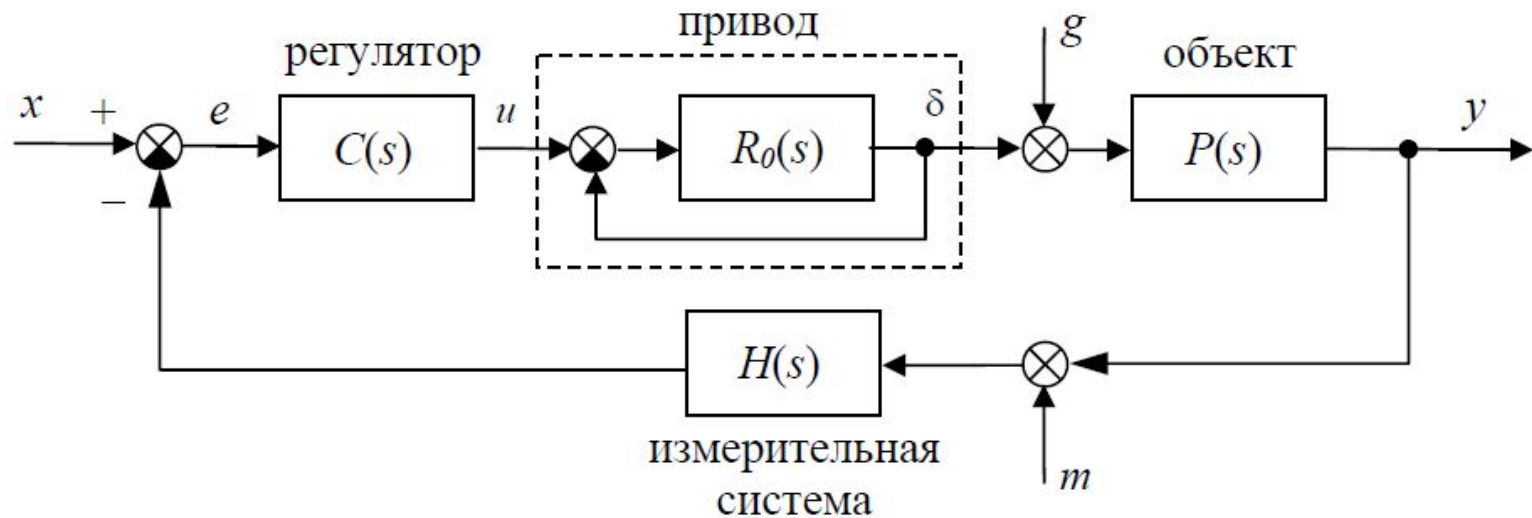 привод
регулятор
g
объект
x
+
e
C(s)
u
R₀(s)
δ
P(s)
y
−
H(s)
измерительная
система
m